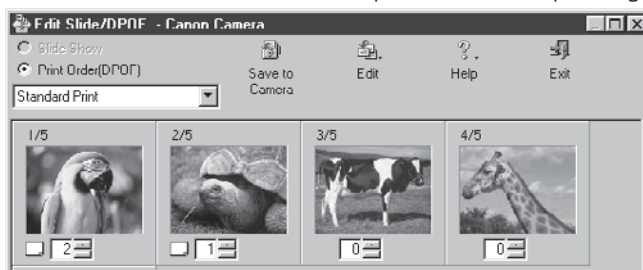 Edit Slide/DPOF - Canon Camera
Slide Show
Print Order(DPOF)
Save to Camera
Edit
Help
Exit
Standard Print
1/5
2/5
3/5
4/5
2
1
0
0